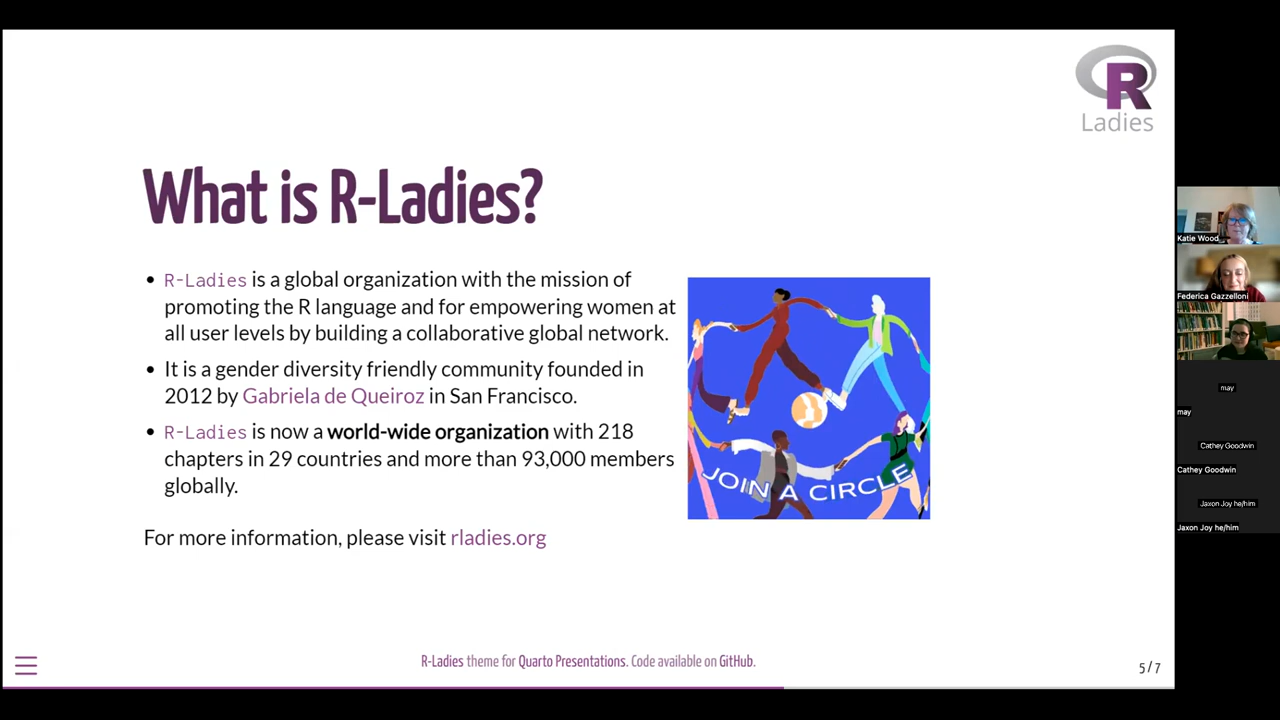 R
Ladies
What is R-Ladies?
R-Ladies is a global organization with the mission of
promoting the R language and for empowering women at
all user levels by building a collaborative global network.
It is a gender diversity friendly community founded in
2012 by Gabriela de Queiroz in San Francisco.
R-Ladies is now a world-wide organization with 218
chapters in 29 countries and more than 93,000 members
globally.
For more information, please visit rladies.org
JOIN A CIRCLE
R-Ladies theme for Quarto Presentations. Code available on GitHub.
5 / 7
Katie Wood
Federica Gazzelloni
may
may
Cathey Goodwin
Cathey Goodwin
Jaxon Joy he/him
Jaxon Joy he/him